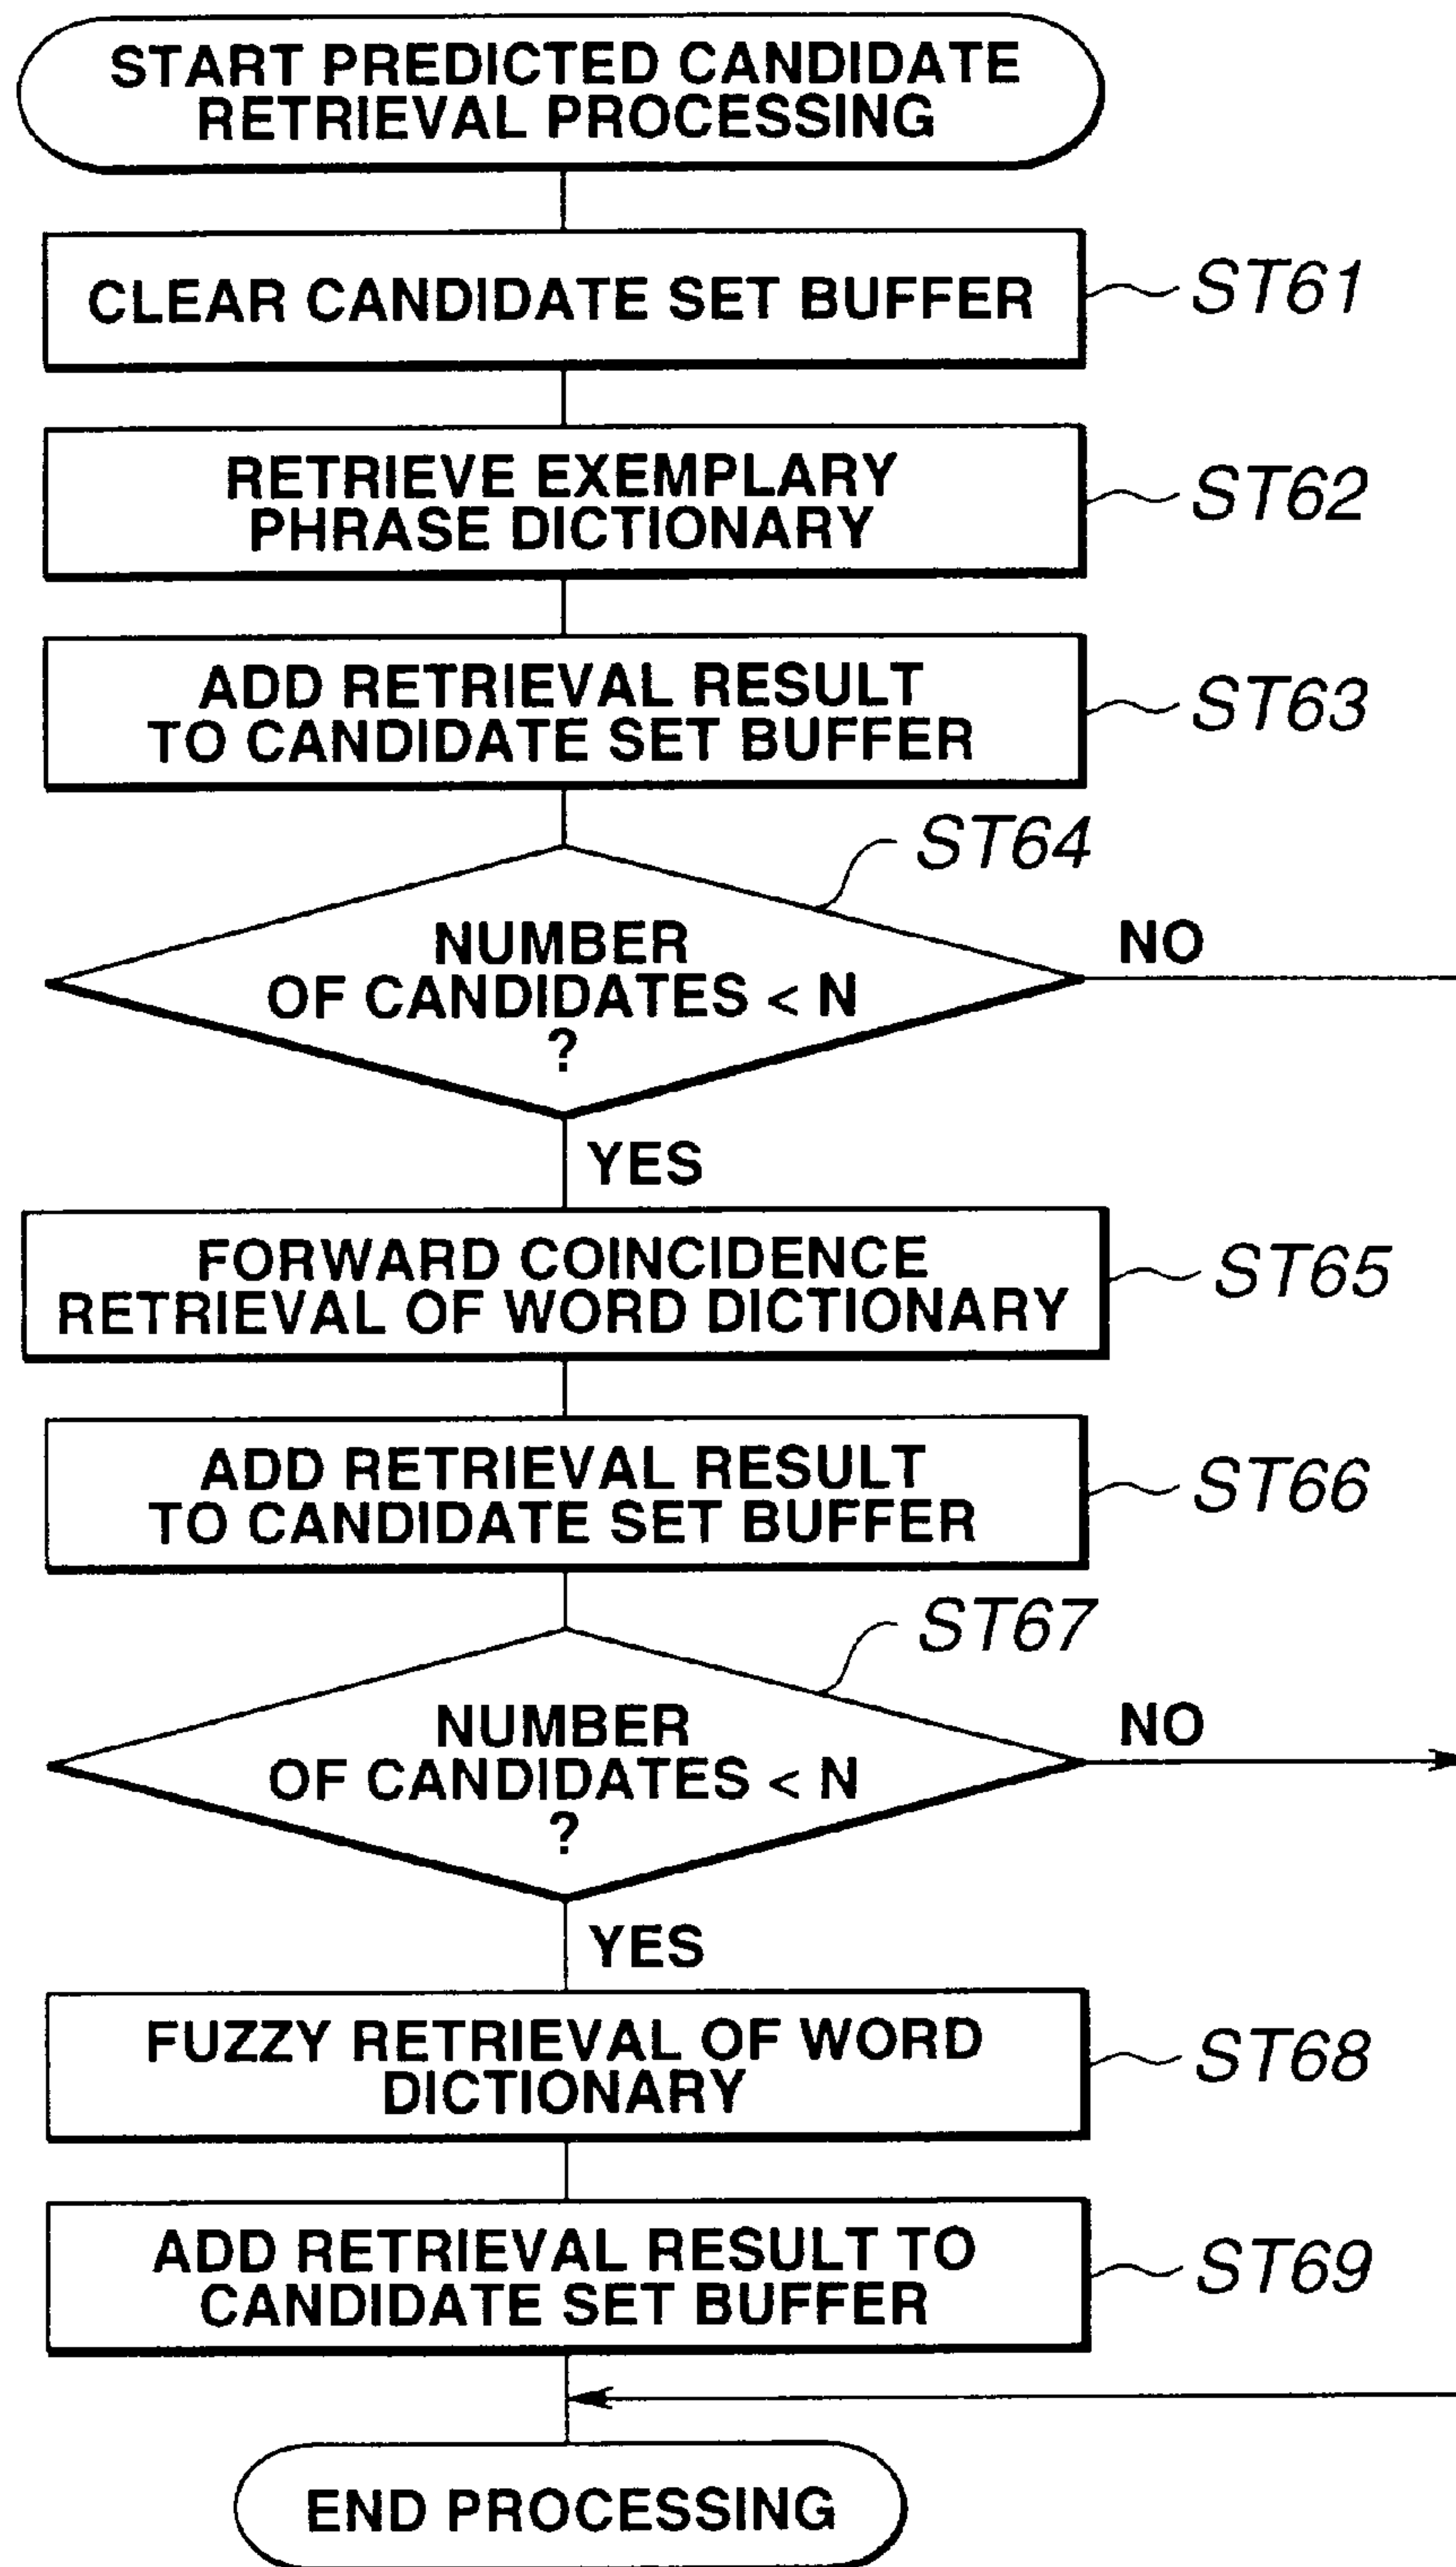 START PREDICTED CANDIDATE
RETRIEVAL PROCESSING
CLEAR CANDIDATE SET BUFFER
ST61
RETRIEVE EXEMPLARY
PHRASE DICTIONARY
ST62
ADD RETRIEVAL RESULT
TO CANDIDATE SET BUFFER
ST63
ST64
NUMBER
OF CANDIDATES < N
?
NO
YES
FORWARD COINCIDENCE
RETRIEVAL OF WORD DICTIONARY
ST65
ADD RETRIEVAL RESULT
TO CANDIDATE SET BUFFER
ST66
ST67
NUMBER
OF CANDIDATES < N
?
NO
YES
FUZZY RETRIEVAL OF WORD
DICTIONARY
ST68
ADD RETRIEVAL RESULT TO
CANDIDATE SET BUFFER
ST69
END PROCESSING